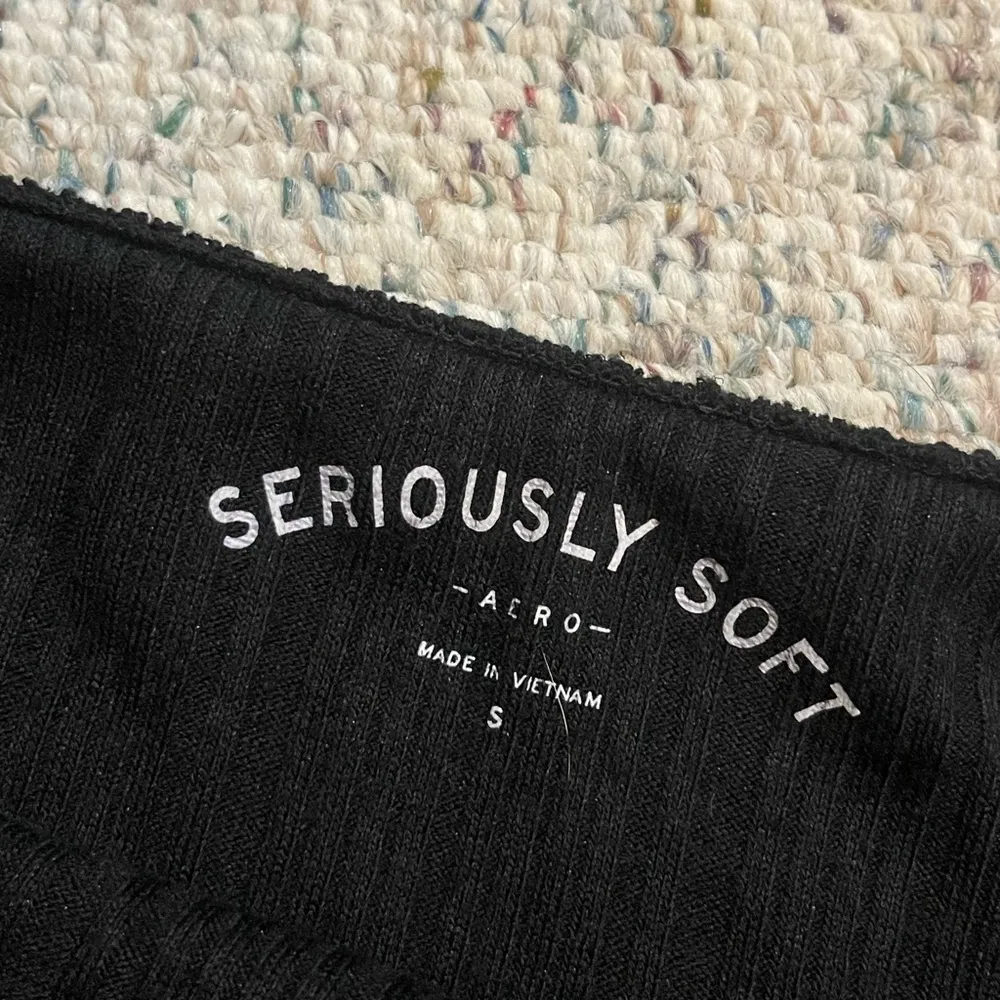 SERIOUSLY SOFT
-AERO-
MADE IN VIETNAM
S